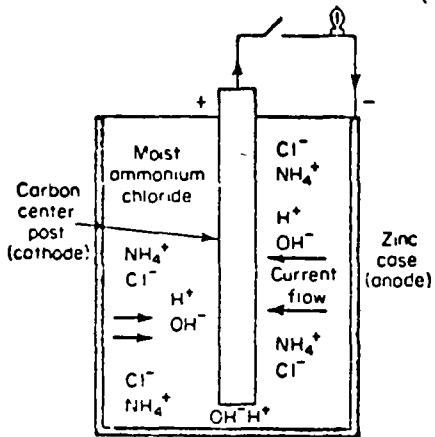 +
−
Moist
ammonium
chloride
Carbon
center
post
(cathode)
NH₄⁺
Cl⁻
H⁺
OH⁻
Cl⁻
NH₄⁺
Cl⁻
NH₄⁺
H⁺
OH⁻
Current
flow
NH₄⁺
Cl⁻
OH⁻H⁺
Zinc
case
(anode)